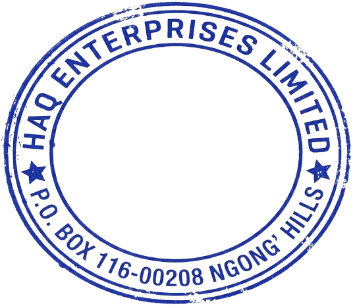 HAQ ENTERPRISES LIMITED
P.O. BOX 116-00208 NGONG' HILLS